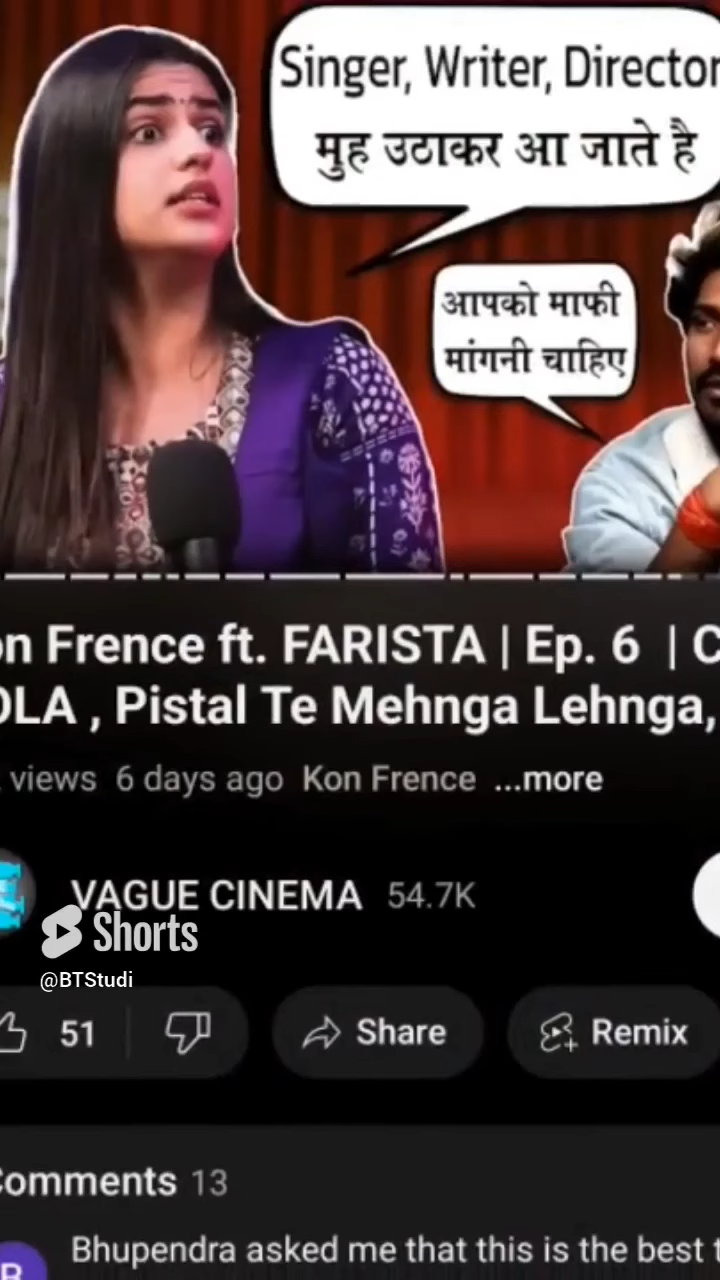 Singer, Writer, Director
मुह उठाकर आ जाते है
आपको माफी
मांगनी चाहिए
on Frence ft. FARISTA | Ep. 6 | C
OLA , Pistal Te Mehnga Lehnga,
views 6 days ago Kon Frence ...more
VAGUE CINEMA 54.7K
Shorts
@BTStudi
51
Share
Remix
Comments 13
Bhupendra asked me that this is the best t